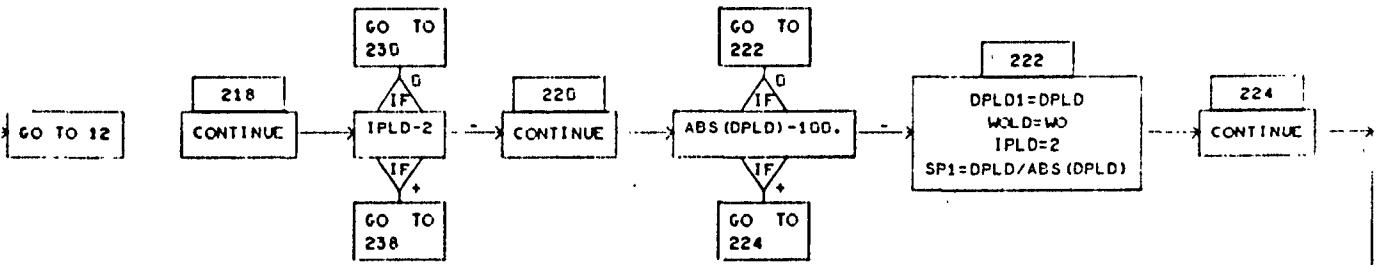 GO TO 12
218
CONTINUE
GO TO
230
0
IF
IPLD-2
-
IF
+
GO TO
238
220
CONTINUE
GO TO
222
0
IF
ABS(DPLD)-100.
-
IF
+
GO TO
224
222
DPLD1=DPLD
WOLD=WO
IPLD=2
SP1=DPLD/ABS(DPLD)
224
CONTINUE